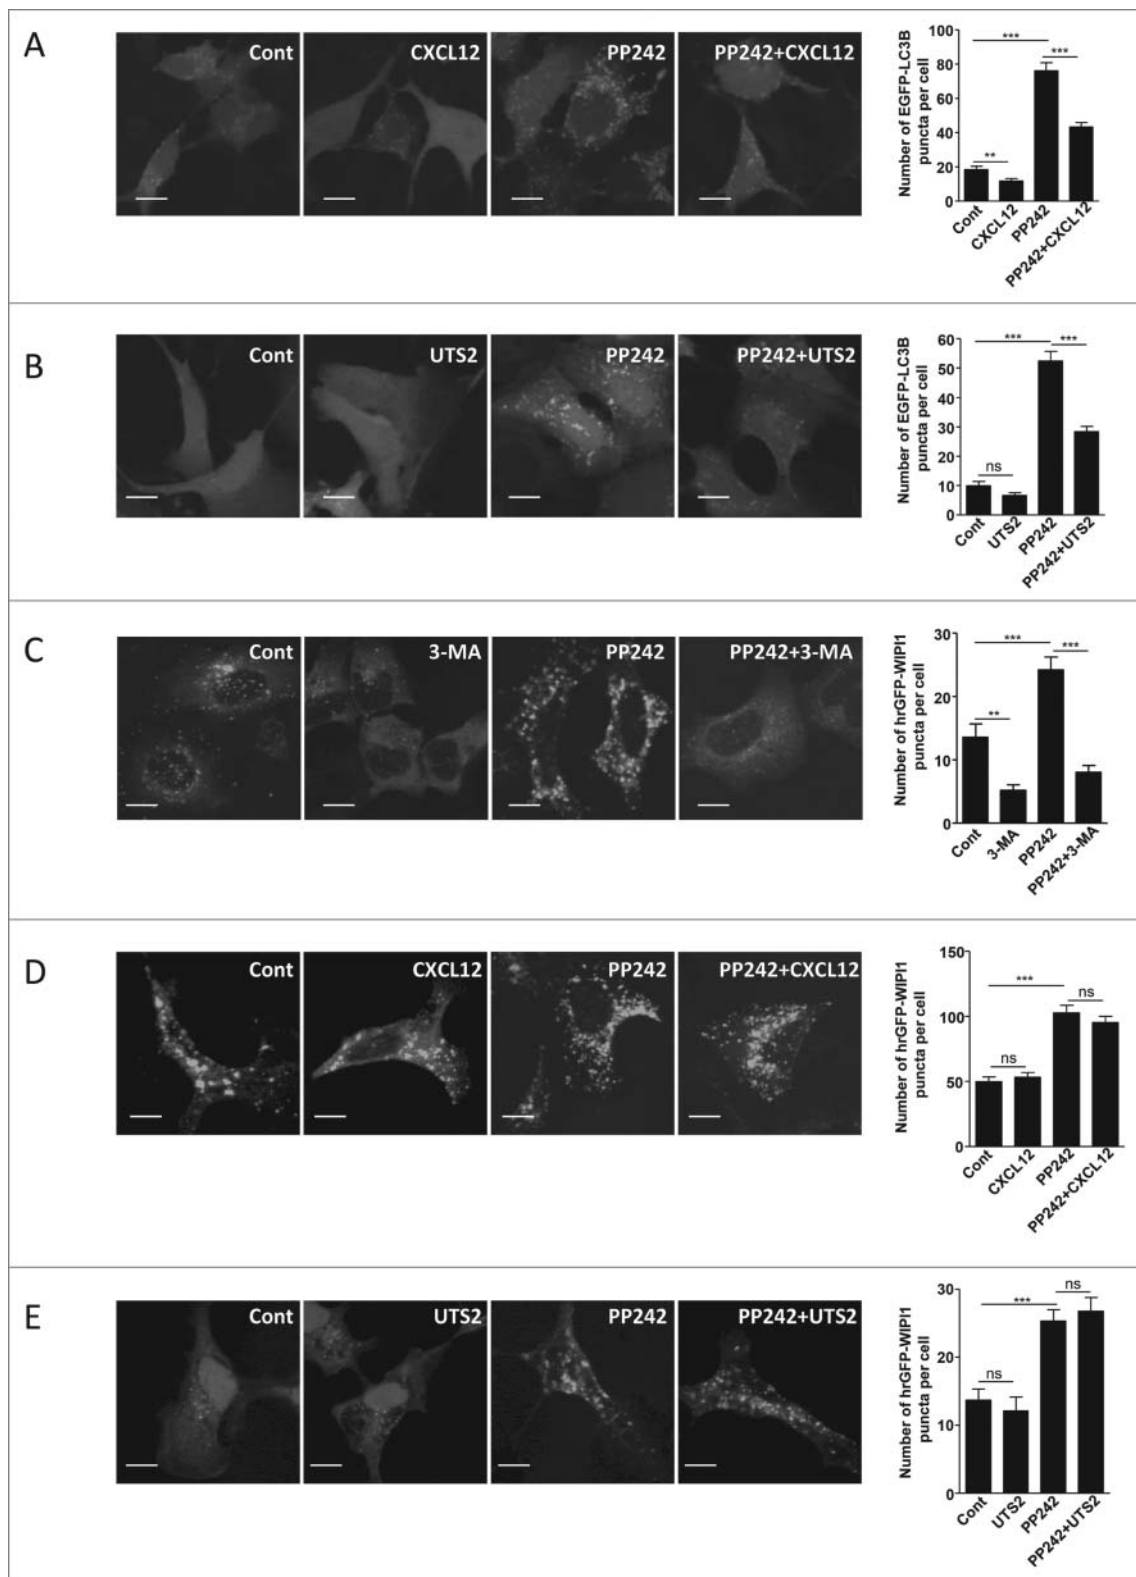 A
Cont
CXCL12
PP242
PP242+CXCL12
Number of EGFP-LC3B
puncta per cell
100
80
60
40
20
0
***
***
**
Cont
CXCL12
PP242
PP242+CXCL12
B
Cont
UTS2
PP242
PP242+UTS2
Number of EGFP-LC3B
puncta per cell
60
50
40
30
20
10
0
***
***
ns
Cont
UTS2
PP242
PP242+UTS2
C
Cont
3-MA
PP242
PP242+3-MA
Number of hrGFP-WIPI1
puncta per cell
30
20
10
0
***
***
**
Cont
3-MA
PP242
PP242+3-MA
D
Cont
CXCL12
PP242
PP242+CXCL12
Number of hrGFP-WIPI1
puncta per cell
150
100
50
0
***
ns
ns
Cont
CXCL12
PP242
PP242+CXCL12
E
Cont
UTS2
PP242
PP242+UTS2
Number of hrGFP-WIPI1
puncta per cell
30
20
10
0
ns
***
ns
Cont
UTS2
PP242
PP242+UTS2